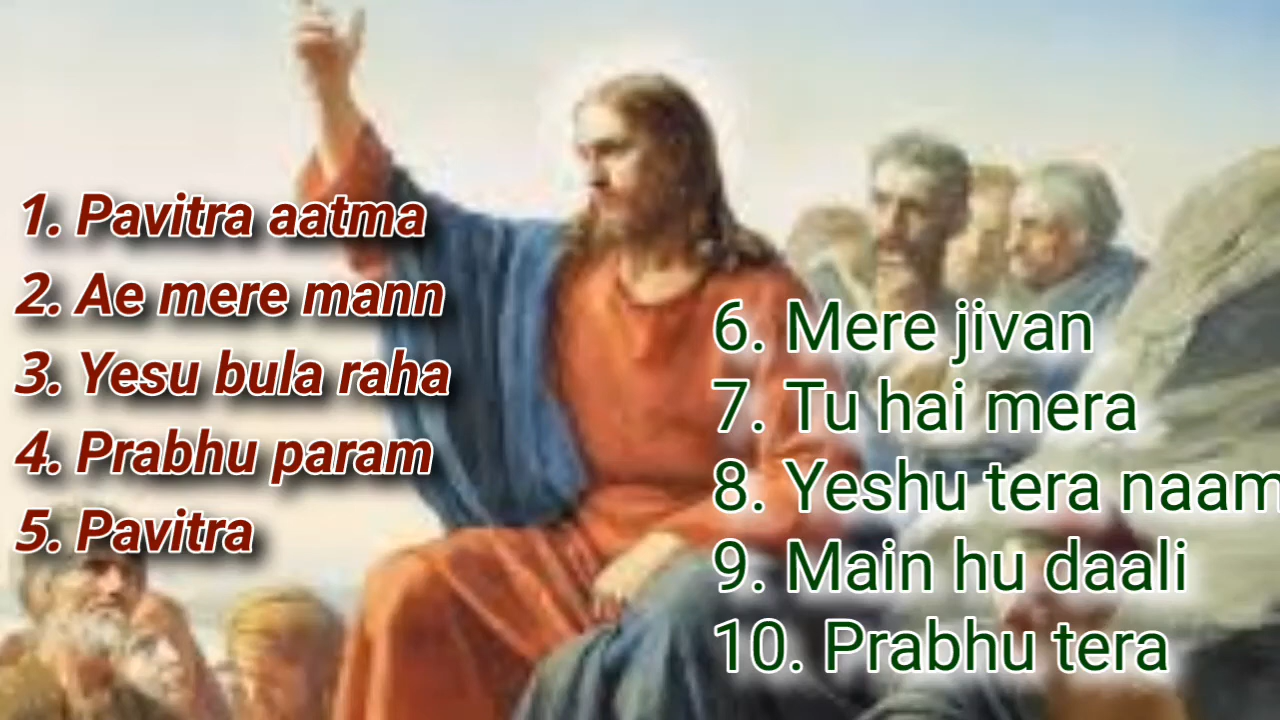 1. Pavitra aatma
2. Ae mere mann
3. Yesu bula raha
4. Prabhu param
5. Pavitra
6. Mere jivan
7. Tu hai mera
8. Yeshu tera naam
9. Main hu daali
10. Prabhu tera